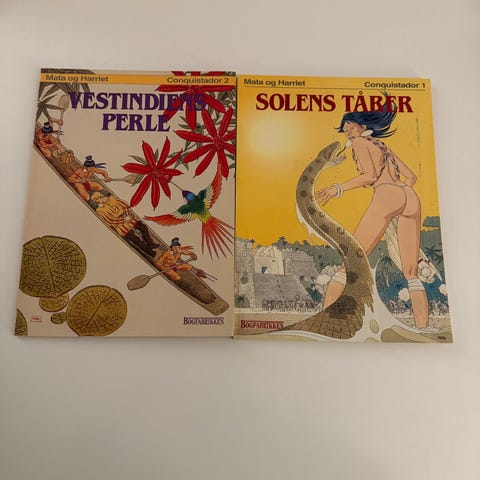 Mata og Harriet
Conquistador 2
VESTINDIENS
PERLE
BOGFABRIKKEN
Mata og Harriet
Conquistador 1
SOLENS TÅRER
BOGFABRIKKEN